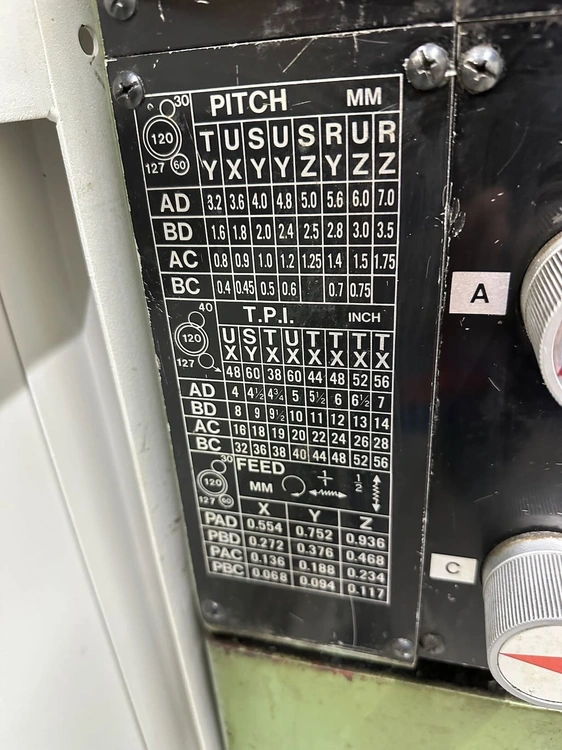 30 PITCH MM
120
127 60
T U S U S R U R
Y X Y Y Z Y Z Z
AD 3.2 3.6 4.0 4.8 5.0 5.6 6.0 7.0
BD 1.6 1.8 2.0 2.4 2.5 2.8 3.0 3.5
AC 0.8 0.9 1.0 1.2 1.25 1.4 1.5 1.75
BC 0.4 0.45 0.5 0.6 0.7 0.75
40 T.P.I. INCH
120
127
U S T U T T T T
X Y X X X X X X
48 60 38 60 44 48 52 56
AD 4 4½ 4¾ 5 5½ 6 6½ 7
BD 8 9 9½ 10 11 12 13 14
AC 16 18 19 20 22 24 26 28
BC 32 36 38 40 44 48 52 56
30 FEED
120 MM ½
127 60
X Y Z
PAD 0.554 0.752 0.936
PBD 0.272 0.376 0.468
PAC 0.136 0.188 0.234
PBC 0.068 0.094 0.117
A
C